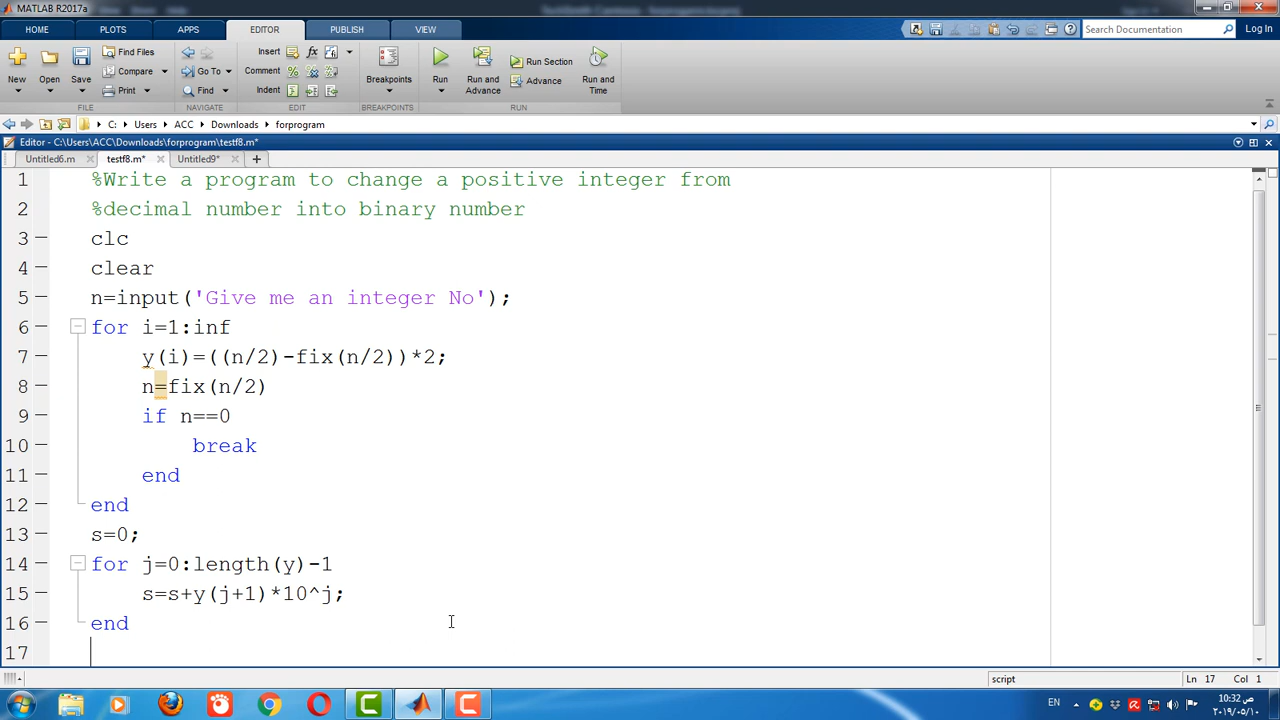 MATLAB R2017a
HOME PLOTS APPS EDITOR PUBLISH VIEW Search Documentation Log In
New Open Save Find Files Compare Print Go To Find Insert Comment Indent Breakpoints Run Run and Advance Run Section Advance Run and Time
FILE NAVIGATE EDIT BREAKPOINTS RUN
C: Users ACC Downloads forprogram
Editor - C:\Users\ACC\Downloads\forprogram\testf8.m*
Untitled6.m testf8.m* Untitled9*
1 %Write a program to change a positive integer from
2 %decimal number into binary number
3 clc
4 clear
5 n=input('Give me an integer No');
6 for i=1:inf
7 y(i)=((n/2)-fix(n/2))*2;
8 n=fix(n/2)
9 if n==0
10 break
11 end
12 end
13 s=0;
14 for j=0:length(y)-1
15 s=s+y(j+1)*10^j;
16 end
17
script Ln 17 Col 1
EN 10:32 ص
٢٠١٩/٠٥/١٠